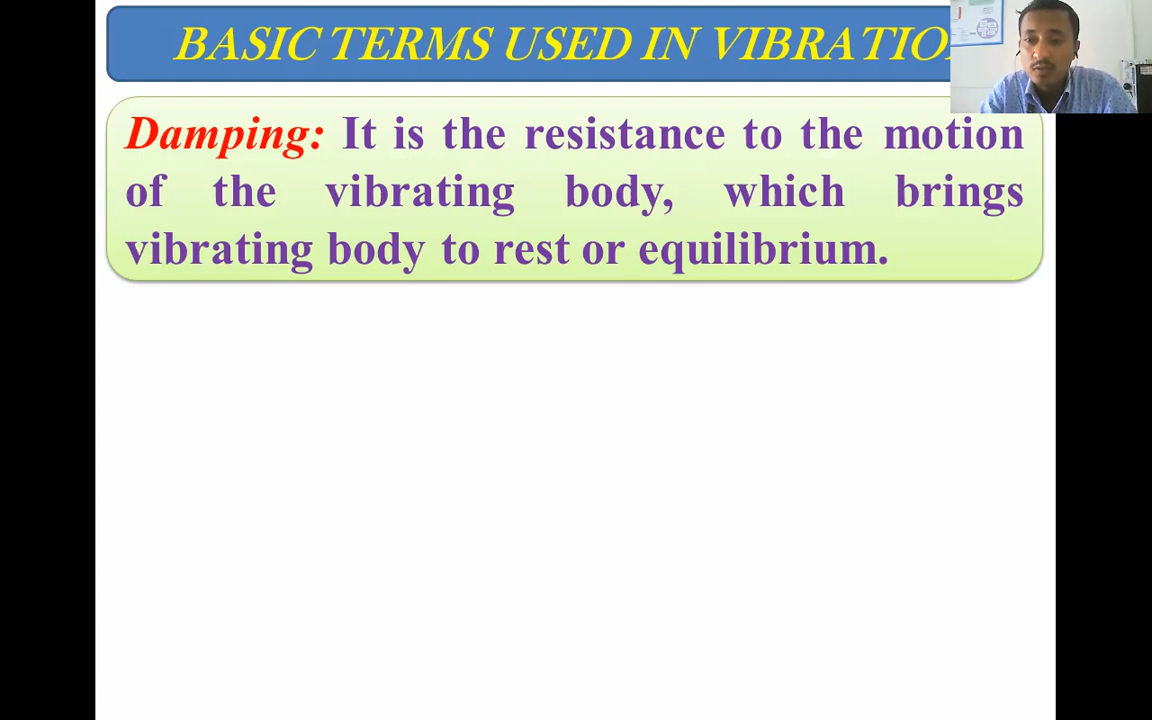 BASIC TERMS USED IN
Damping: It is the resistance to the motion
of the vibrating body, which brings
vibrating body to rest or equilibrium.